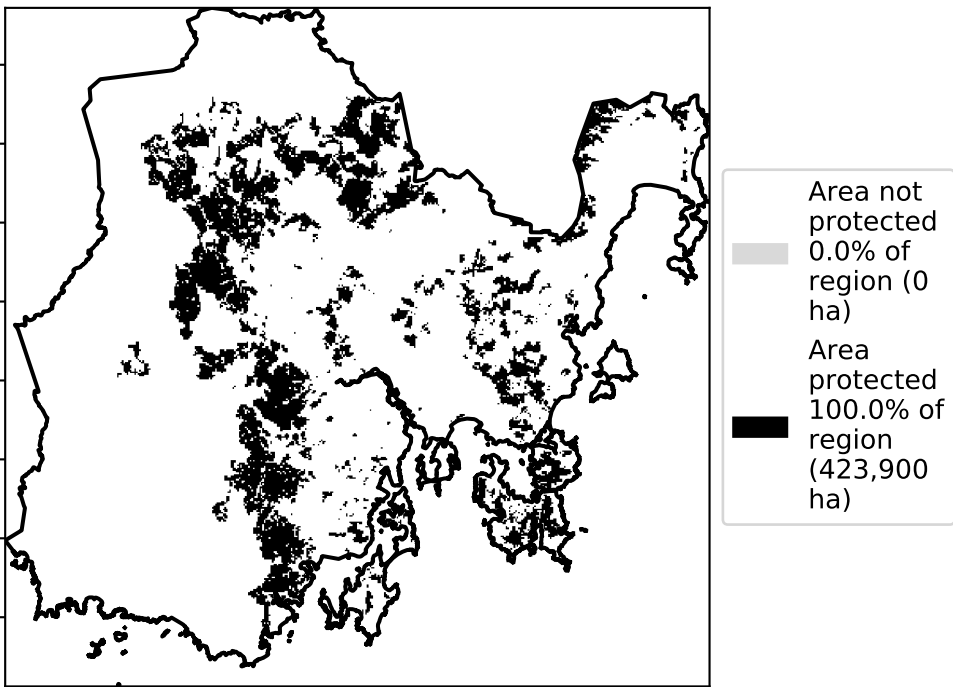 Area not
protected
0.0% of
region (0
ha)
Area
protected
100.0% of
region
(423,900
ha)